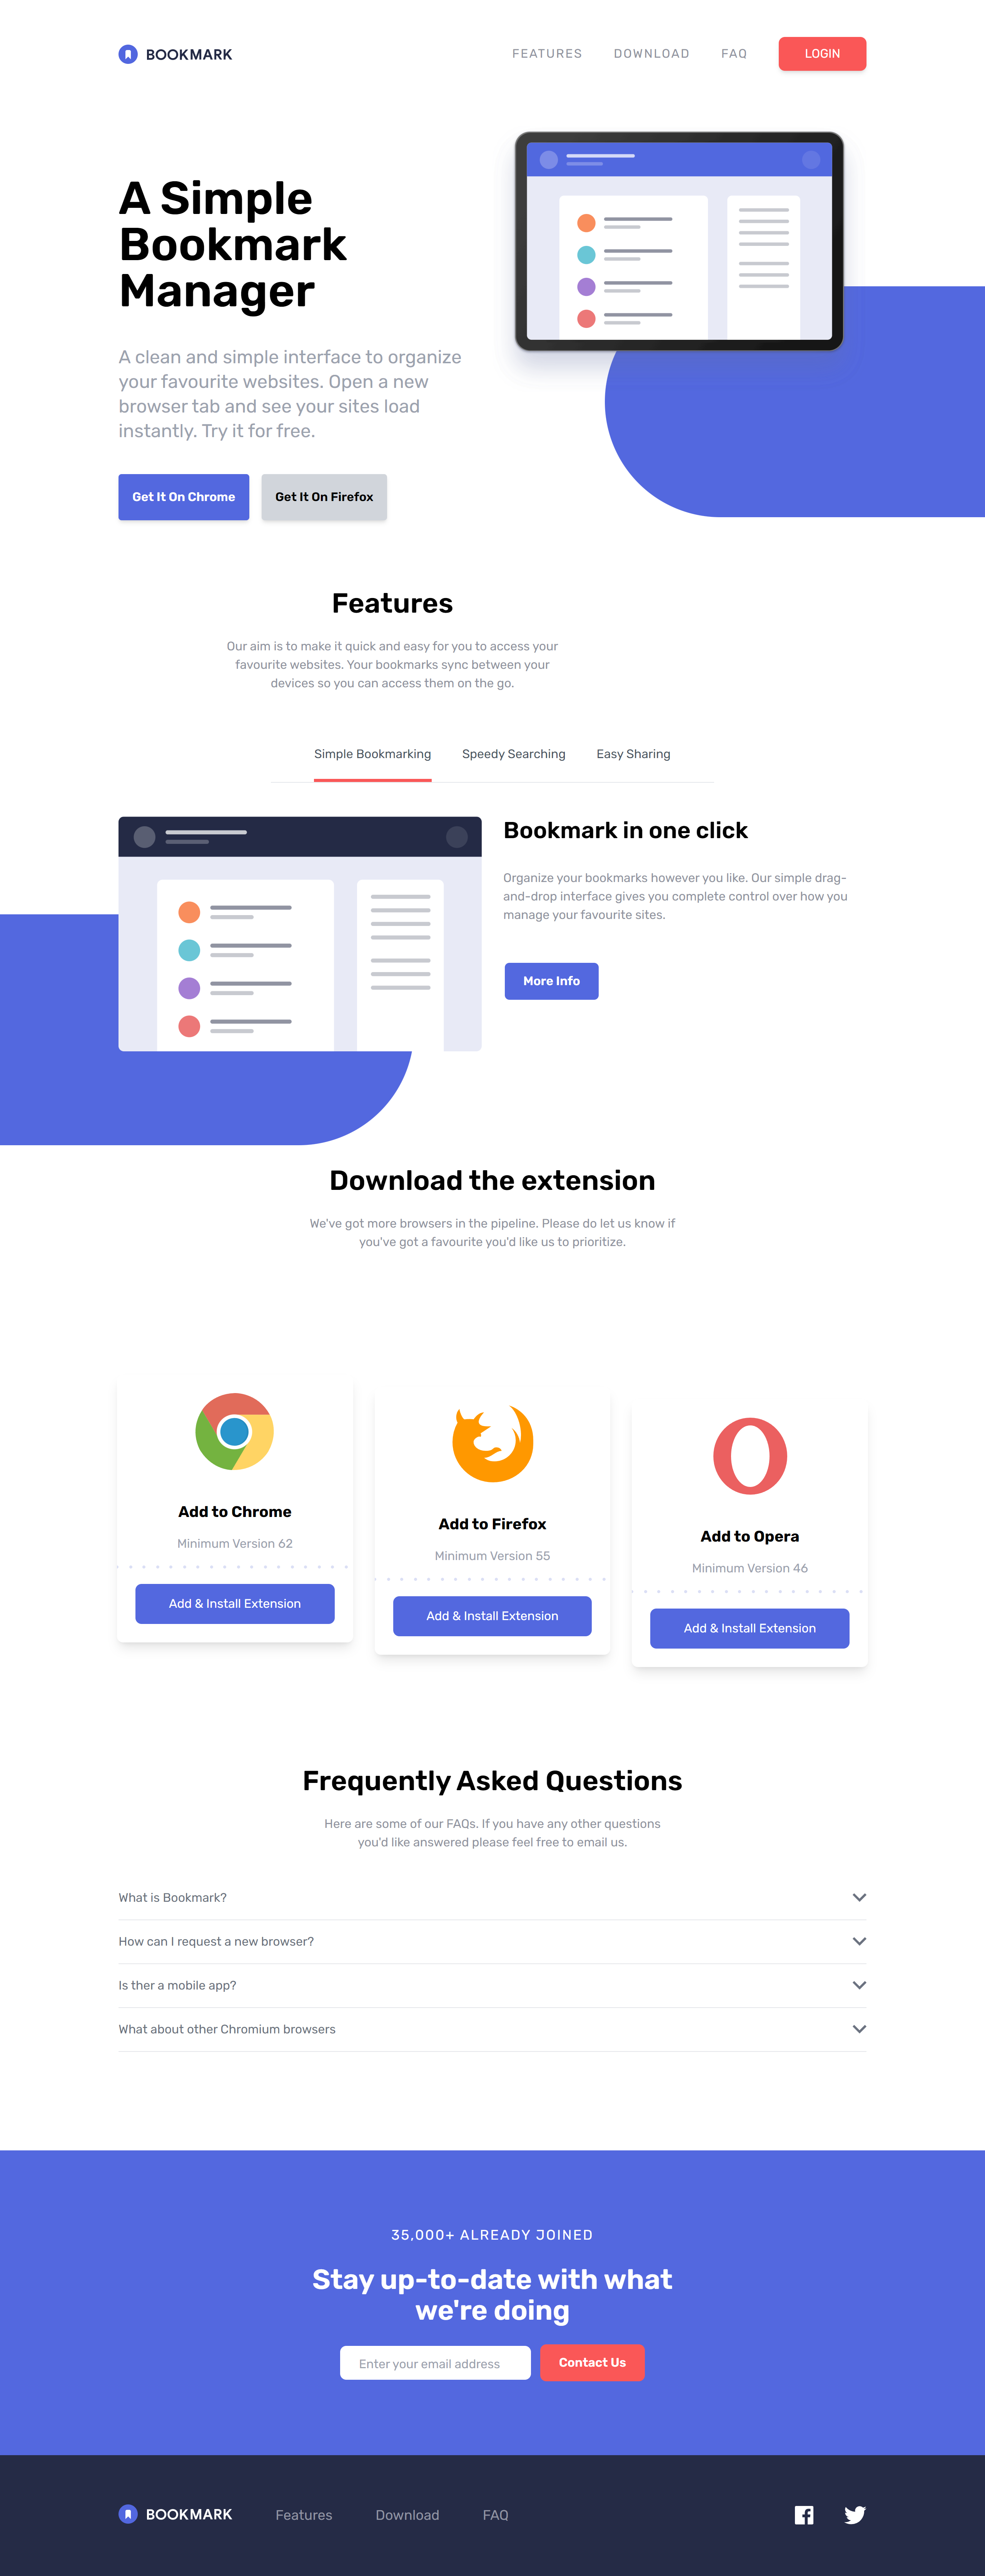 BOOKMARK
FEATURES
DOWNLOAD
FAQ
LOGIN
A Simple
Bookmark
Manager
A clean and simple interface to organize
your favourite websites. Open a new
browser tab and see your sites load
instantly. Try it for free.
Get It On Chrome
Get It On Firefox
Features
Our aim is to make it quick and easy for you to access your
favourite websites. Your bookmarks sync between your
devices so you can access them on the go.
Simple Bookmarking
Speedy Searching
Easy Sharing
Bookmark in one click
Organize your bookmarks however you like. Our simple drag-
and-drop interface gives you complete control over how you
manage your favourite sites.
More Info
Download the extension
We've got more browsers in the pipeline. Please do let us know if
you've got a favourite you'd like us to prioritize.
Add to Chrome
Minimum Version 62
Add & Install Extension
Add to Firefox
Minimum Version 55
Add & Install Extension
Add to Opera
Minimum Version 46
Add & Install Extension
Frequently Asked Questions
Here are some of our FAQs. If you have any other questions
you'd like answered please feel free to email us.
What is Bookmark?
How can I request a new browser?
Is ther a mobile app?
What about other Chromium browsers
35,000+ ALREADY JOINED
Stay up-to-date with what
we're doing
Enter your email address
Contact Us
BOOKMARK
Features
Download
FAQ